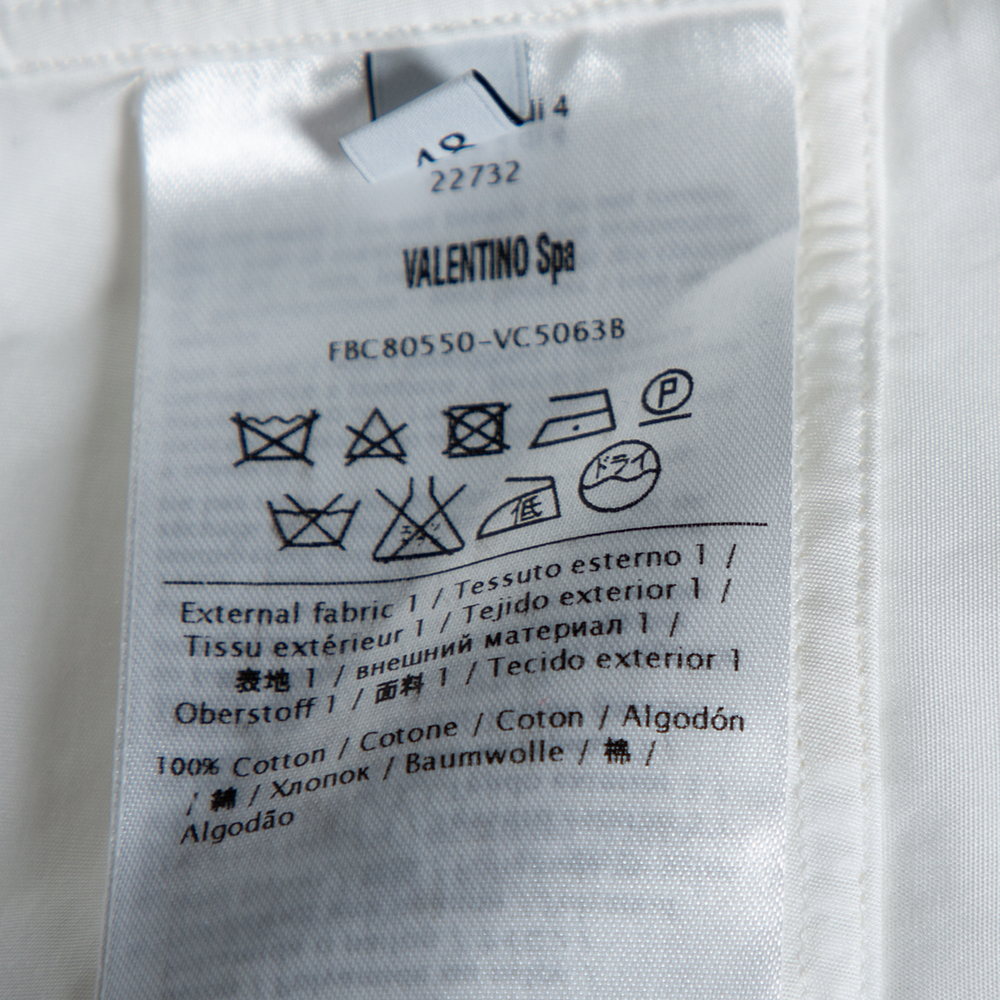 li 4
22732
VALENTINO Spa
FBC80550-VC5063B
P
ドライ
低
External fabric 1 / Tessuto esterno 1 /
Tissu extérieur 1 / Tejido exterior 1 /
表地 1 / внешний материал 1 /
Oberstoff 1 / 面料 1 / Tecido exterior 1
100% Cotton / Cotone / Coton / Algodón
/ 綿 / Хлопок / Baumwolle / 棉 /
Algodão